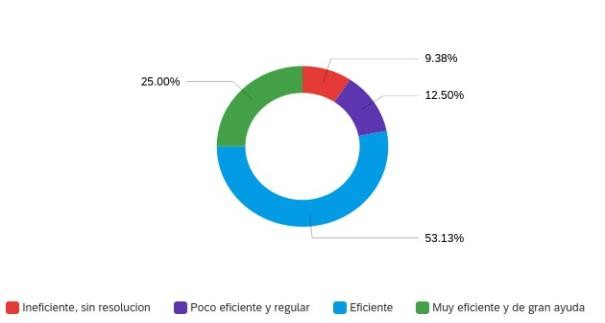 9.38%
25.00%
12.50%
53.13%
Ineficiente, sin resolucion Poco eficiente y regular Eficiente Muy eficiente y de gran ayuda